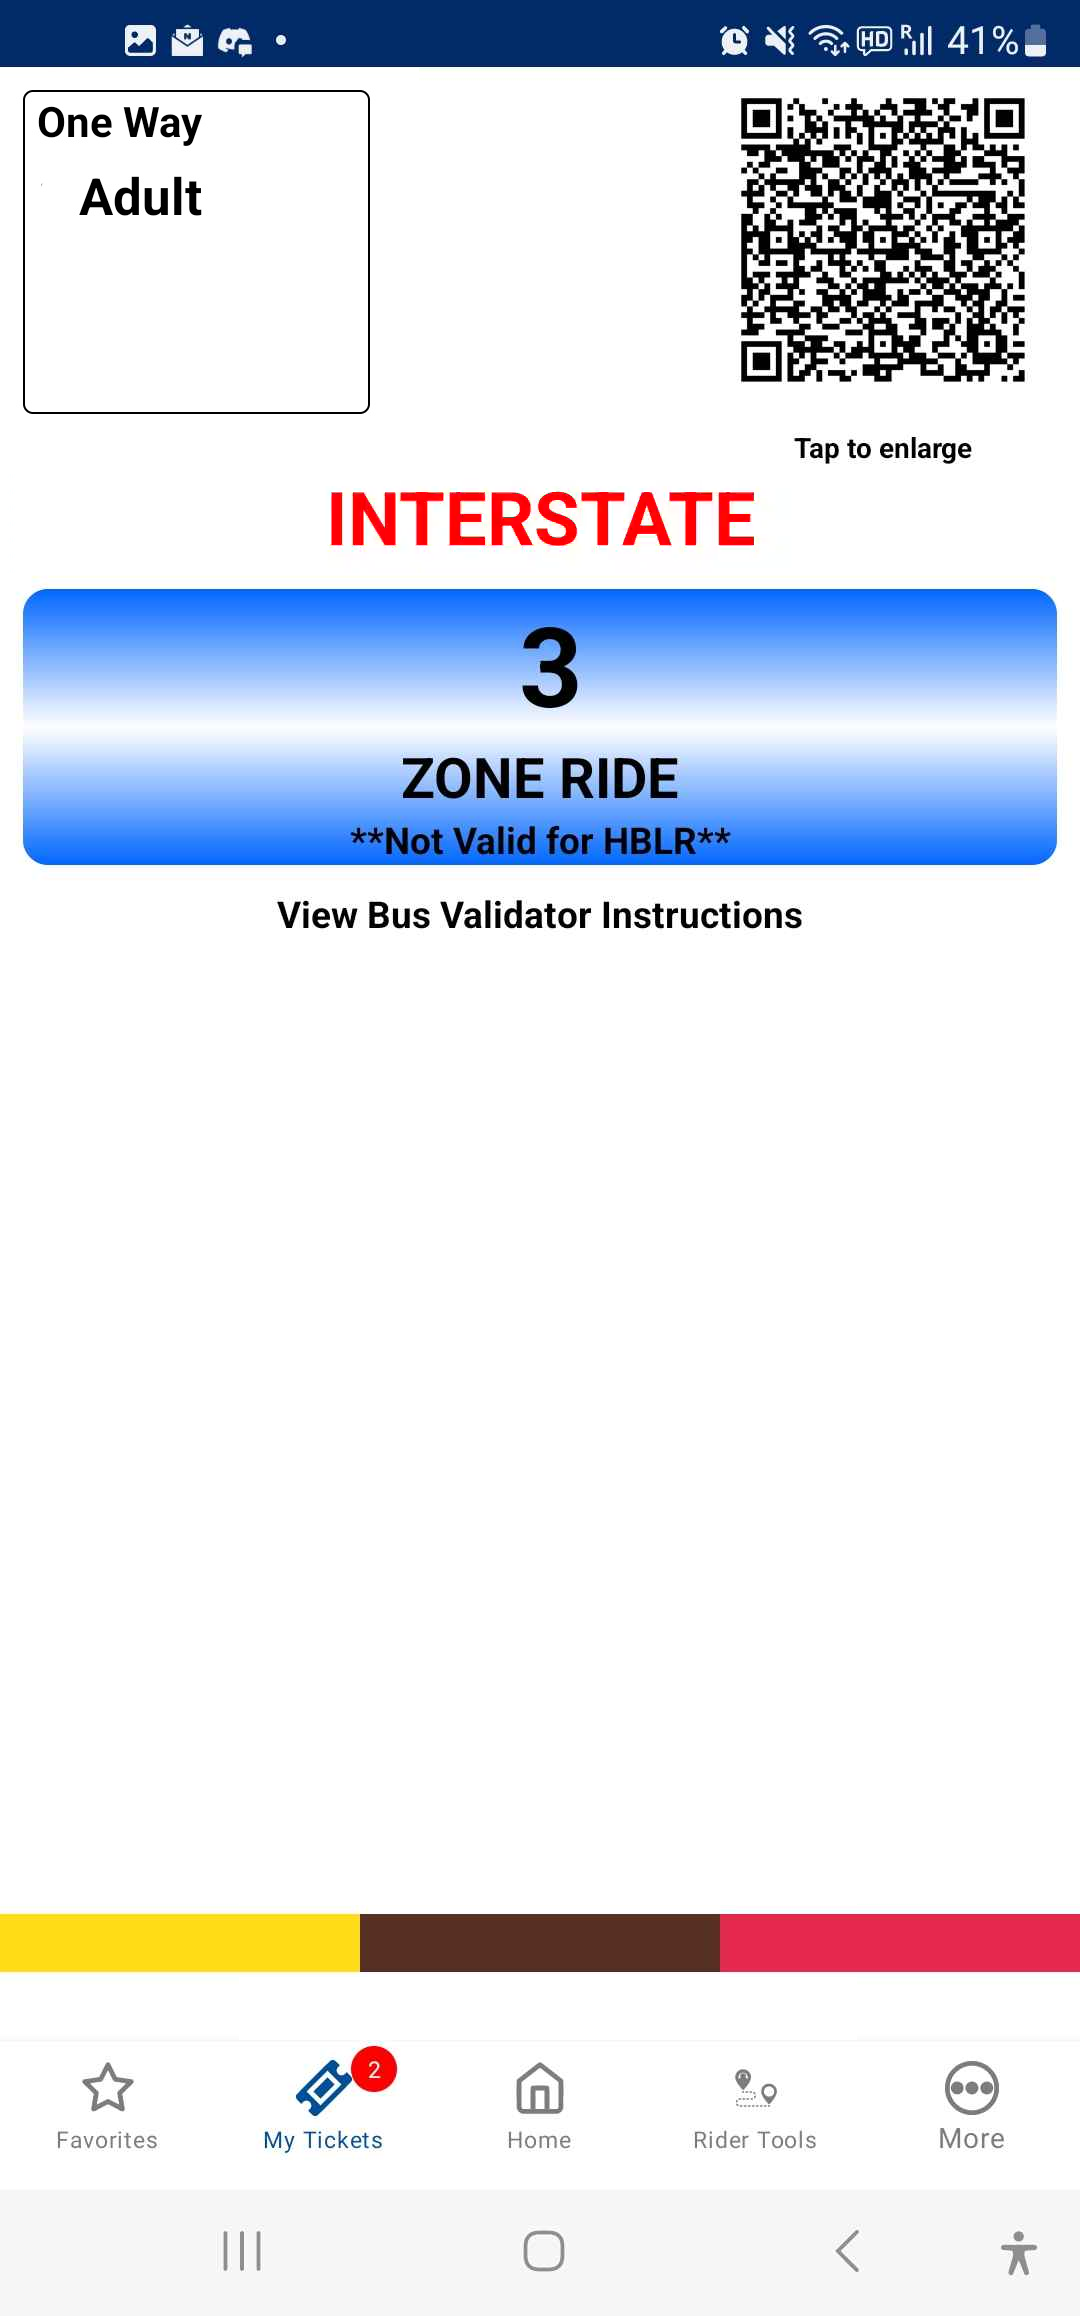 41%
One Way
Adult
Tap to enlarge
INTERSTATE
3
ZONE RIDE
**Not Valid for HBLR**
View Bus Validator Instructions
2
Favorites
My Tickets
Home
Rider Tools
More